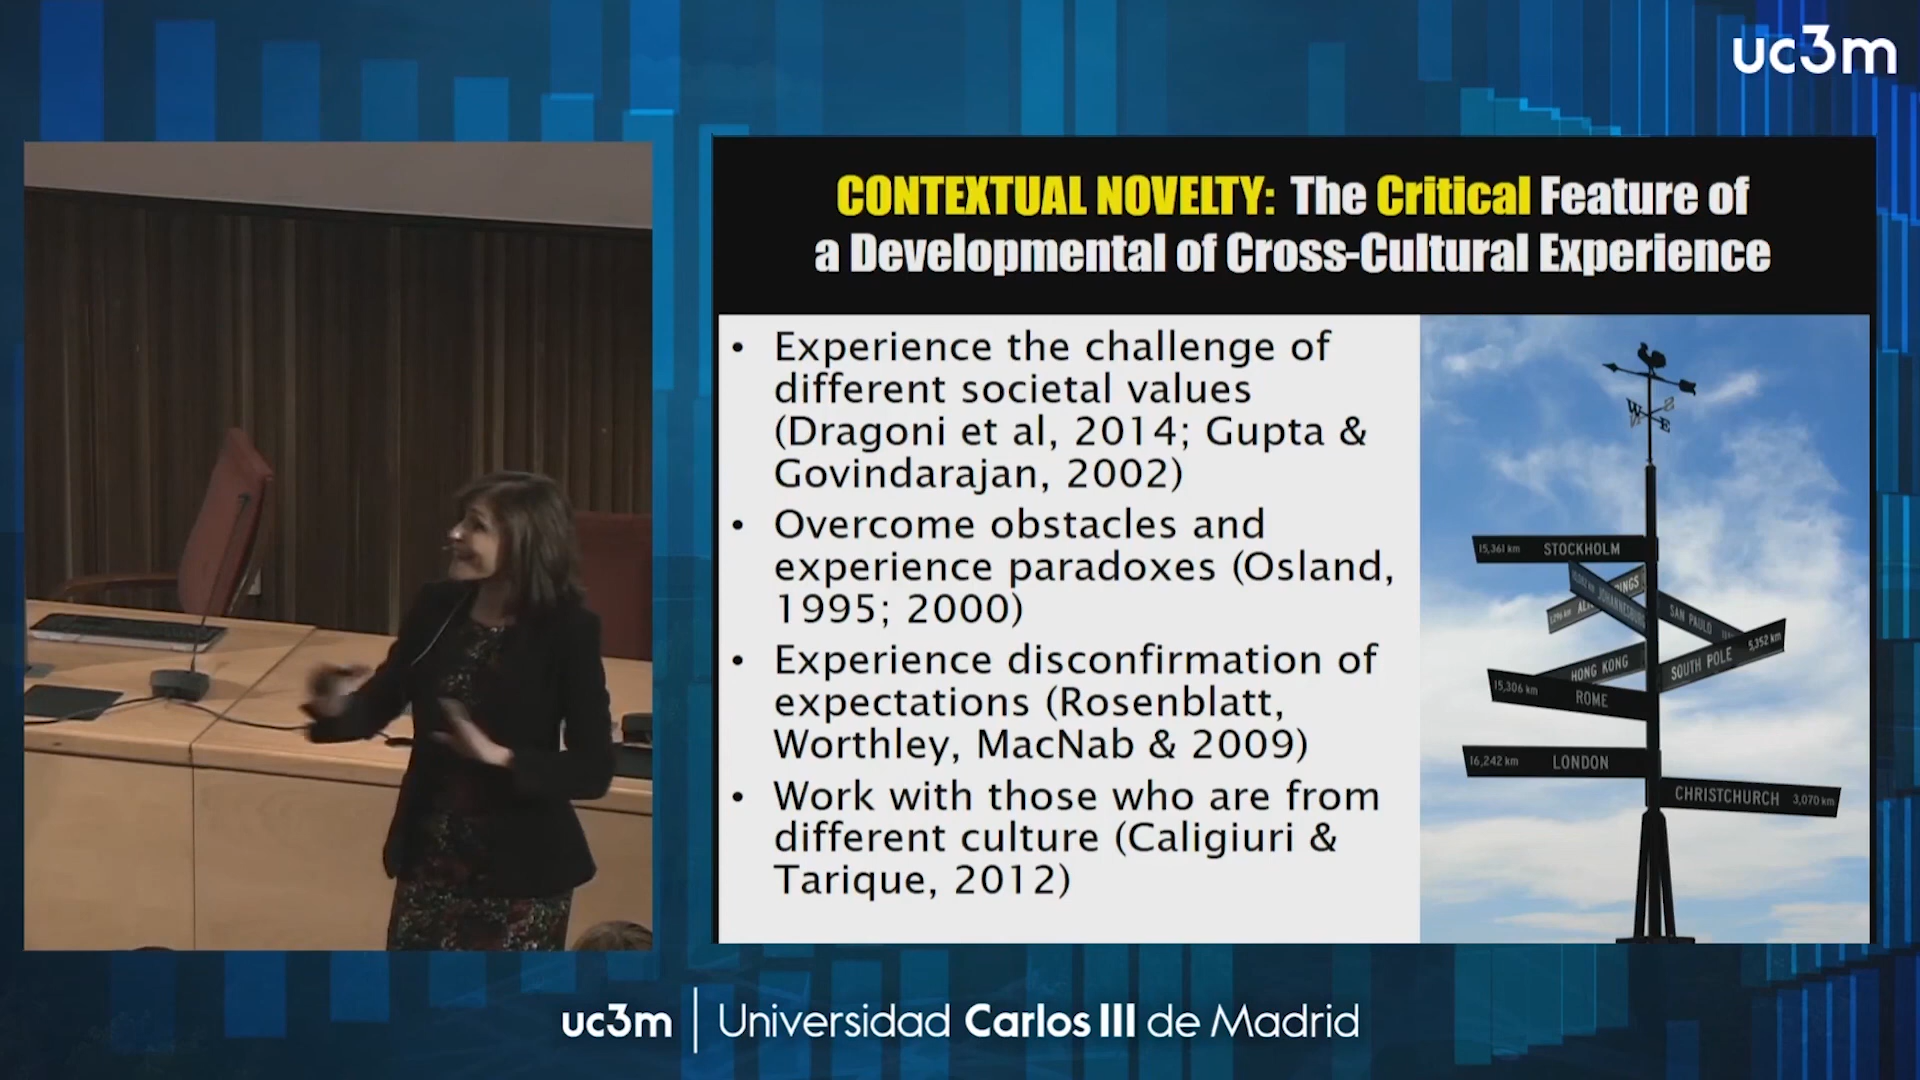 uc3m
CONTEXTUAL NOVELTY: The Critical Feature of
a Developmental of Cross-Cultural Experience
• Experience the challenge of
different societal values
(Dragoni et al, 2014; Gupta &
Govindarajan, 2002)
• Overcome obstacles and
experience paradoxes (Osland,
1995; 2000)
• Experience disconfirmation of
expectations (Rosenblatt,
Worthley, MacNab & 2009)
• Work with those who are from
different culture (Caligiuri &
Tarique, 2012)
W
E
15,361 km STOCKHOLM
JOHANNESBURG
SAN PAULO
HONG KONG
SOUTH POLE 5,352 km
15,306 km ROME
16,242 km LONDON
CHRISTCHURCH 3,070 km
uc3m | Universidad Carlos III de Madrid